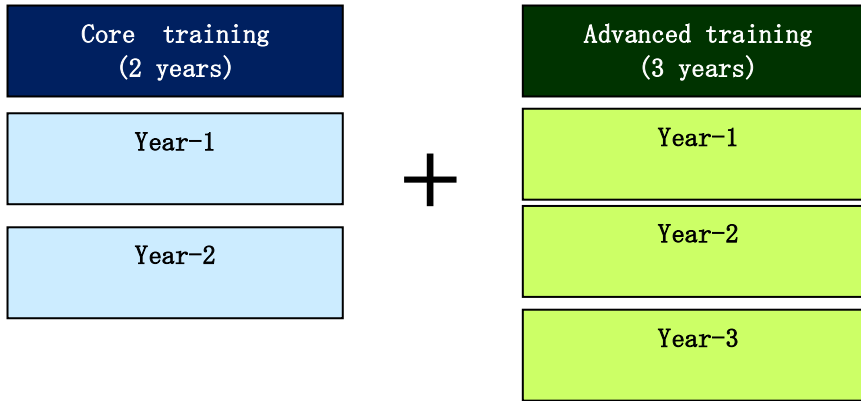 Core training
(2 years)
Year-1
Year-2
+
Advanced training
(3 years)
Year-1
Year-2
Year-3